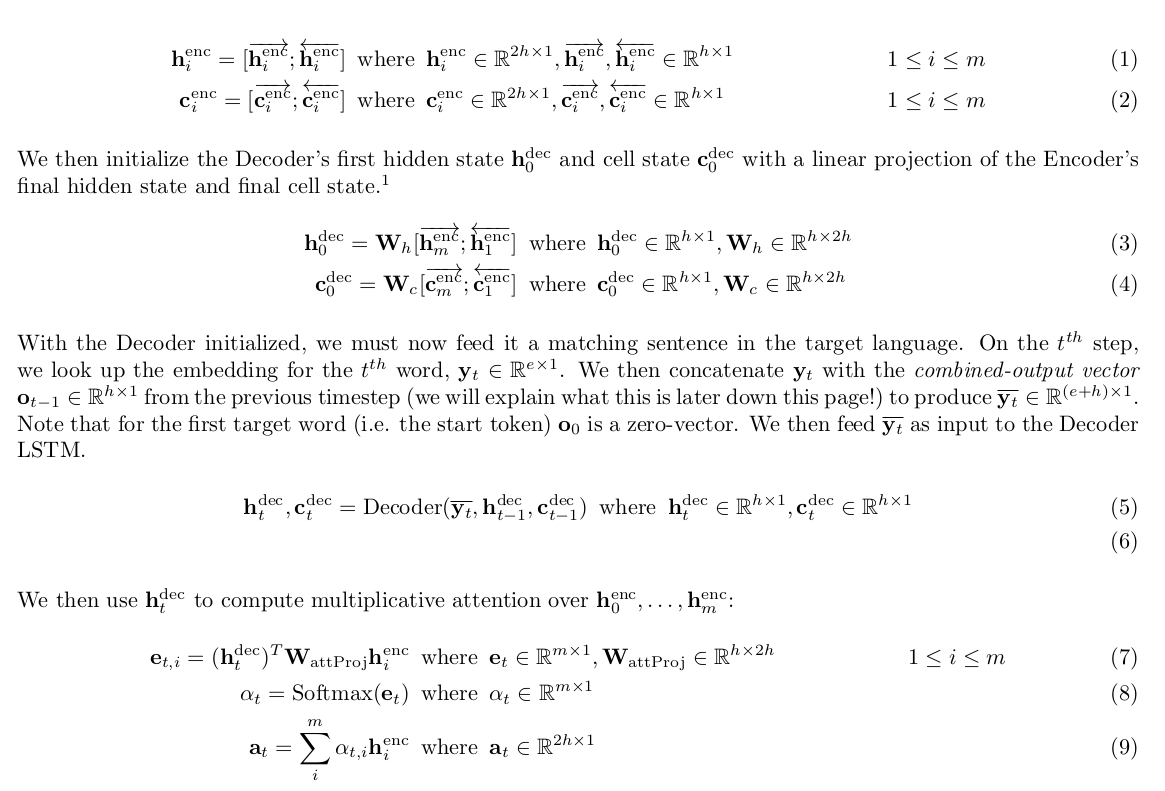 $\mathbf{h}_i^{\text{enc}} = [\overrightarrow{\mathbf{h}_i^{\text{enc}}}; \overleftarrow{\mathbf{h}_i^{\text{enc}}}]$ where $\mathbf{h}_i^{\text{enc}} \in \mathbb{R}^{2h \times 1}, \overrightarrow{\mathbf{h}_i^{\text{enc}}}, \overleftarrow{\mathbf{h}_i^{\text{enc}}} \in \mathbb{R}^{h \times 1}$ $1 \leq i \leq m$ (1)
$\mathbf{c}_i^{\text{enc}} = [\overrightarrow{\mathbf{c}_i^{\text{enc}}}; \overleftarrow{\mathbf{c}_i^{\text{enc}}}]$ where $\mathbf{c}_i^{\text{enc}} \in \mathbb{R}^{2h \times 1}, \overrightarrow{\mathbf{c}_i^{\text{enc}}}, \overleftarrow{\mathbf{c}_i^{\text{enc}}} \in \mathbb{R}^{h \times 1}$ $1 \leq i \leq m$ (2)
We then initialize the Decoder's first hidden state $\mathbf{h}_0^{\text{dec}}$ and cell state $\mathbf{c}_0^{\text{dec}}$ with a linear projection of the Encoder's
final hidden state and final cell state.$^1$
$\mathbf{h}_0^{\text{dec}} = \mathbf{W}_h[\overrightarrow{\mathbf{h}_m^{\text{enc}}}; \overleftarrow{\mathbf{h}_1^{\text{enc}}}]$ where $\mathbf{h}_0^{\text{dec}} \in \mathbb{R}^{h \times 1}, \mathbf{W}_h \in \mathbb{R}^{h \times 2h}$ (3)
$\mathbf{c}_0^{\text{dec}} = \mathbf{W}_c[\overrightarrow{\mathbf{c}_m^{\text{enc}}}; \overleftarrow{\mathbf{c}_1^{\text{enc}}}]$ where $\mathbf{c}_0^{\text{dec}} \in \mathbb{R}^{h \times 1}, \mathbf{W}_c \in \mathbb{R}^{h \times 2h}$ (4)
With the Decoder initialized, we must now feed it a matching sentence in the target language. On the $t^{th}$ step,
we look up the embedding for the $t^{th}$ word, $\mathbf{y}_t \in \mathbb{R}^{e \times 1}$. We then concatenate $\mathbf{y}_t$ with the combined-output vector
$\mathbf{o}_{t-1} \in \mathbb{R}^{h \times 1}$ from the previous timestep (we will explain what this is later down this page!) to produce $\overline{\mathbf{y}_t} \in \mathbb{R}^{(e+h) \times 1}$.
Note that for the first target word (i.e. the start token) $\mathbf{o}_0$ is a zero-vector. We then feed $\overline{\mathbf{y}_t}$ as input to the Decoder
LSTM.
$\mathbf{h}_t^{\text{dec}}, \mathbf{c}_t^{\text{dec}} = \text{Decoder}(\overline{\mathbf{y}_t}, \mathbf{h}_{t-1}^{\text{dec}}, \mathbf{c}_{t-1}^{\text{dec}})$ where $\mathbf{h}_t^{\text{dec}} \in \mathbb{R}^{h \times 1}, \mathbf{c}_t^{\text{dec}} \in \mathbb{R}^{h \times 1}$ (5)
(6)
We then use $\mathbf{h}_t^{\text{dec}}$ to compute multiplicative attention over $\mathbf{h}_0^{\text{enc}}, \ldots, \mathbf{h}_m^{\text{enc}}$:
$\mathbf{e}_{t,i} = (\mathbf{h}_t^{\text{dec}})^T \mathbf{W}_{\text{attProj}} \mathbf{h}_i^{\text{enc}}$ where $\mathbf{e}_t \in \mathbb{R}^{m \times 1}, \mathbf{W}_{\text{attProj}} \in \mathbb{R}^{h \times 2h}$ $1 \leq i \leq m$ (7)
$\alpha_t = \text{Softmax}(\mathbf{e}_t)$ where $\alpha_t \in \mathbb{R}^{m \times 1}$ (8)
$\mathbf{a}_t = \sum_i^m \alpha_{t,i} \mathbf{h}_i^{\text{enc}}$ where $\mathbf{a}_t \in \mathbb{R}^{2h \times 1}$ (9)